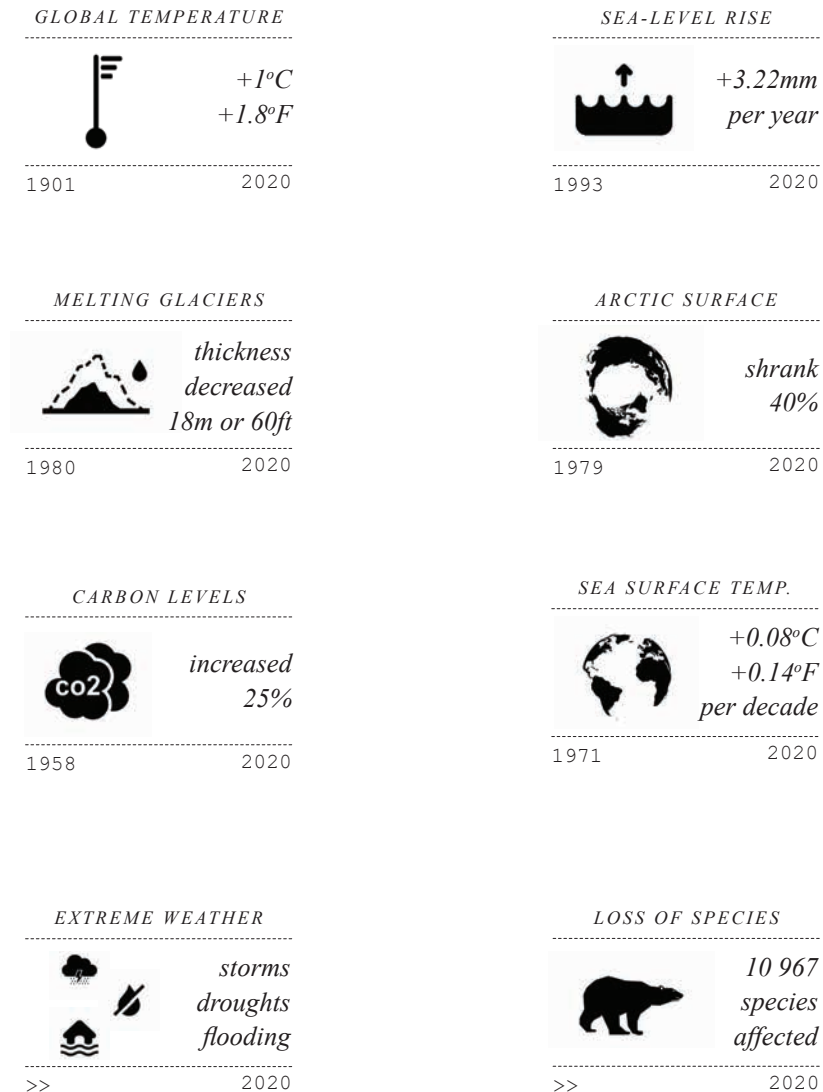 GLOBAL TEMPERATURE
+1°C
+1.8°F
1901 2020
SEA-LEVEL RISE
+3.22mm
per year
1993 2020
MELTING GLACIERS
thickness
decreased
18m or 60ft
1980 2020
ARCTIC SURFACE
shrank
40%
1979 2020
CARBON LEVELS
co2
increased
25%
1958 2020
SEA SURFACE TEMP.
+0.08°C
+0.14°F
per decade
1971 2020
EXTREME WEATHER
storms
droughts
flooding
>> 2020
LOSS OF SPECIES
10 967
species
affected
>> 2020